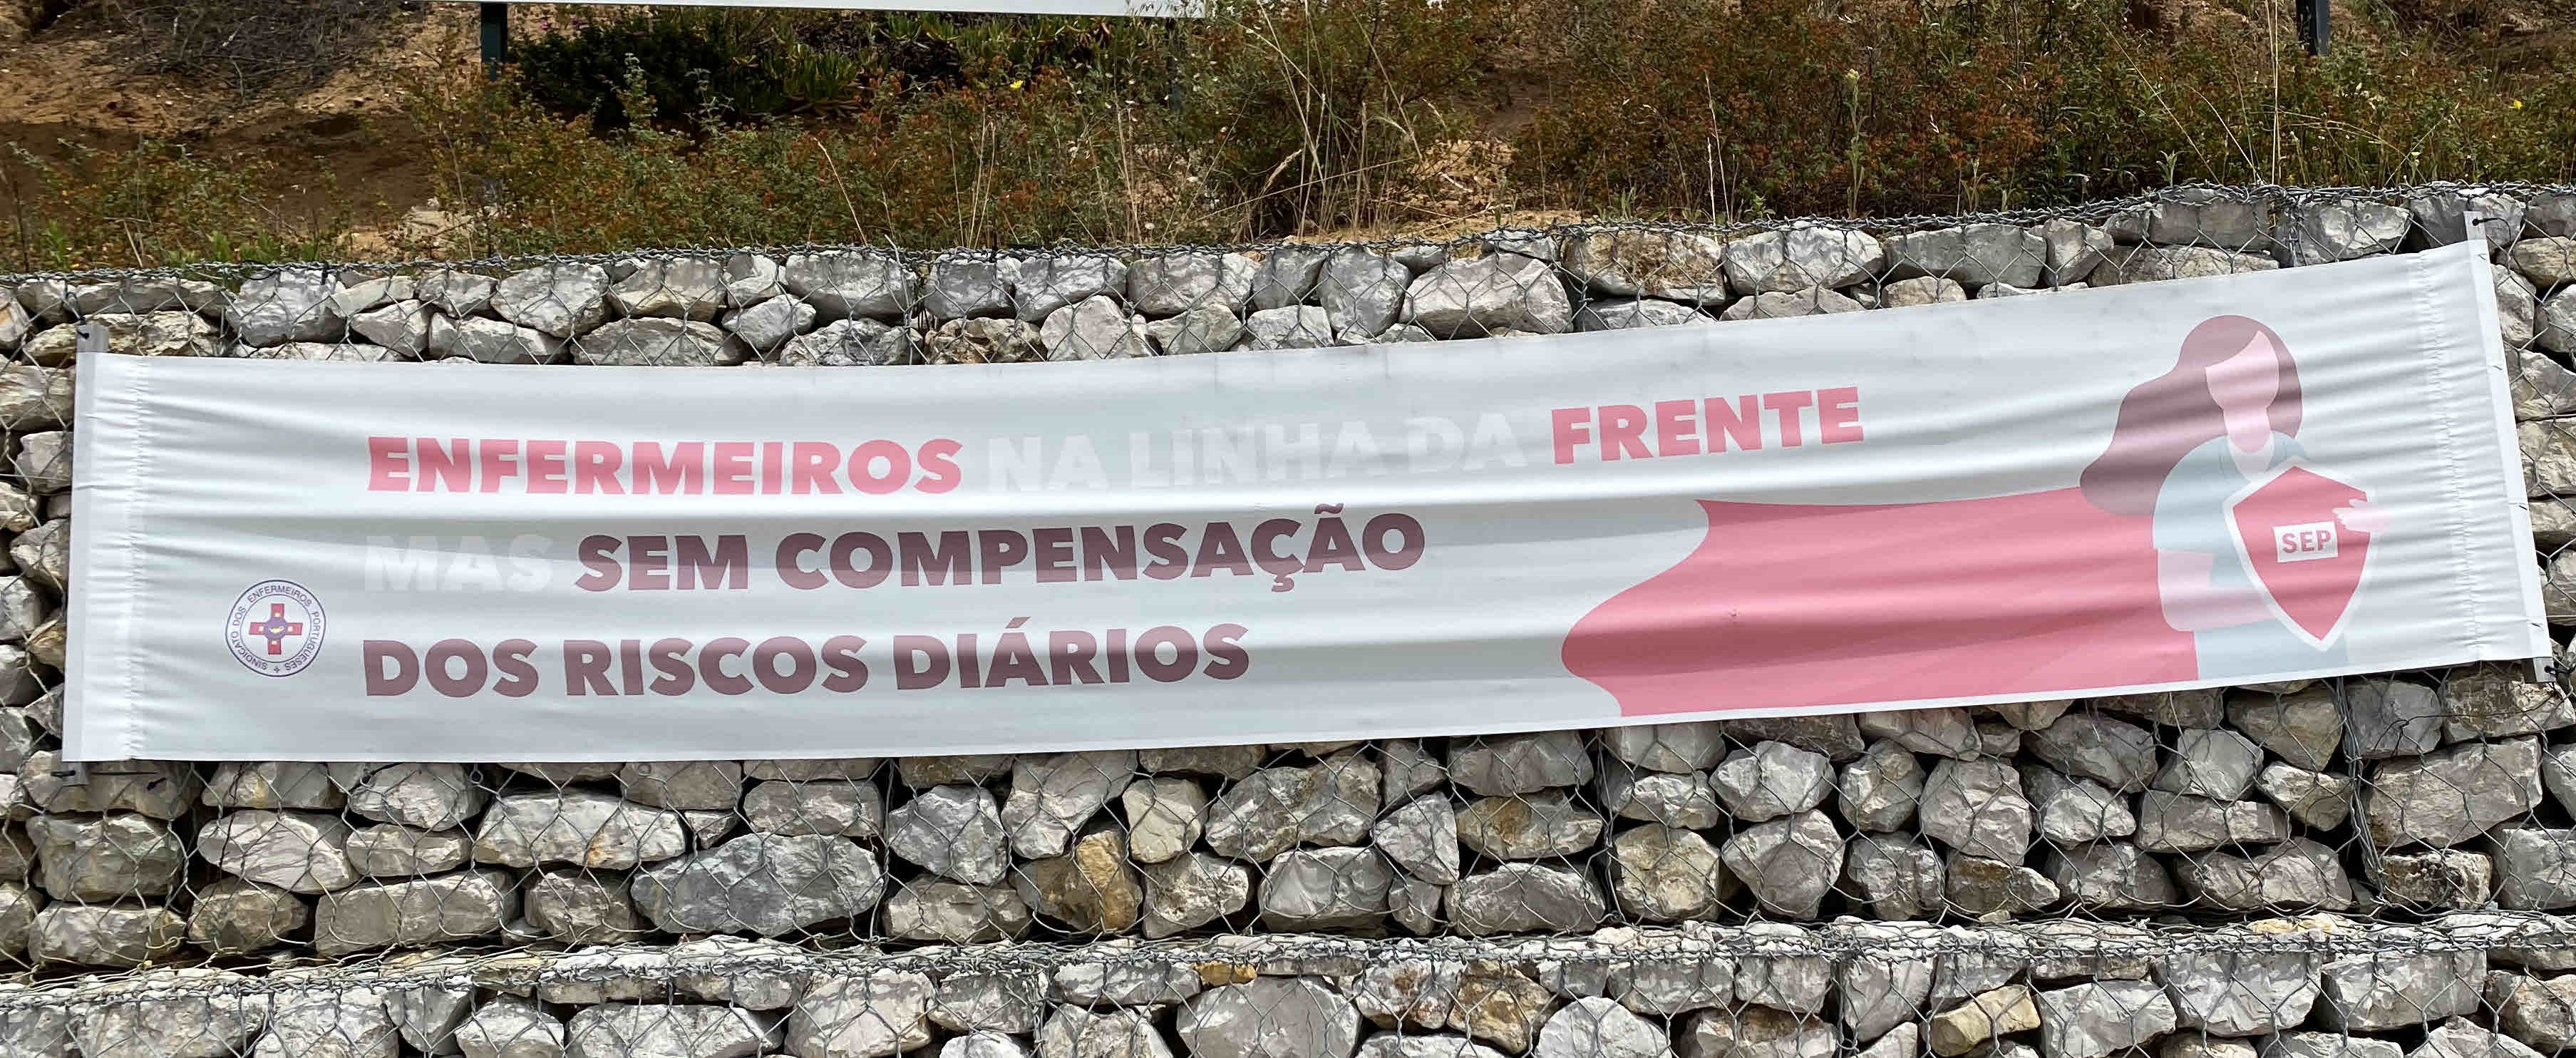 ENFERMEIROS NA LINHA DA FRENTE
MAS SEM COMPENSAÇÃO
DOS RISCOS DIÁRIOS
SINDICATO DOS ENFERMEIROS PORTUGUESES
SEP